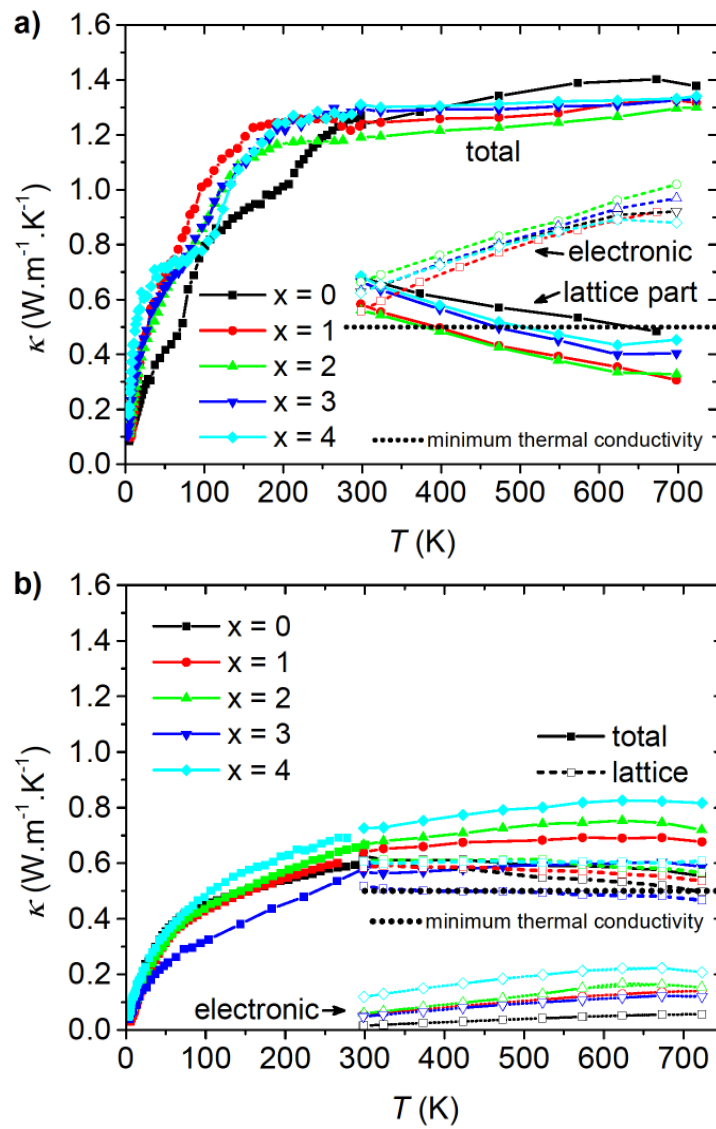 a)
1.6
1.4
1.2
1.0
0.8
0.6
0.4
0.2
0.0
κ (W.m⁻¹.K⁻¹)
total
electronic
lattice part
x = 0
x = 1
x = 2
x = 3
x = 4
minimum thermal conductivity
0 100 200 300 400 500 600 700
T (K)
b)
1.6
1.4
1.2
1.0
0.8
0.6
0.4
0.2
0.0
κ (W.m⁻¹.K⁻¹)
x = 0
x = 1
x = 2
x = 3
x = 4
total
lattice
minimum thermal conductivity
electronic
0 100 200 300 400 500 600 700
T (K)